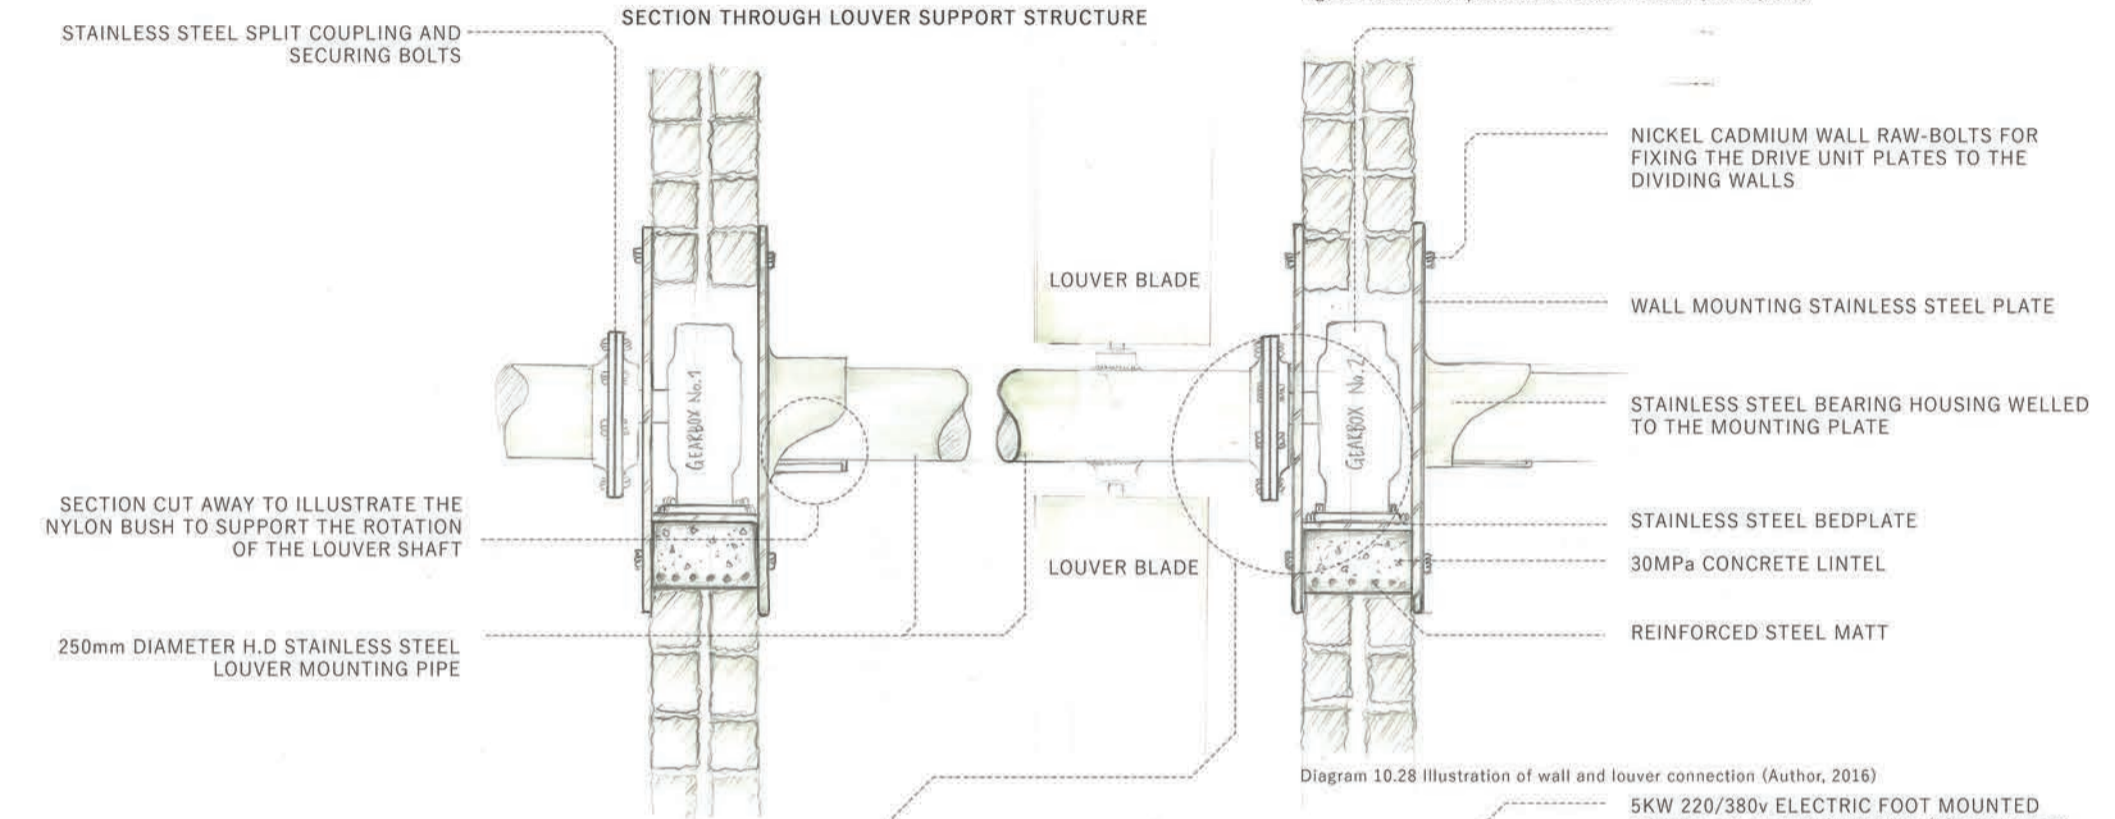 SECTION THROUGH LOUVER SUPPORT STRUCTURE
STAINLESS STEEL SPLIT COUPLING AND
SECURING BOLTS
NICKEL CADMIUM WALL RAW-BOLTS FOR
FIXING THE DRIVE UNIT PLATES TO THE
DIVIDING WALLS
LOUVER BLADE
WALL MOUNTING STAINLESS STEEL PLATE
GEARBOX No.1
GEARBOX No.2
STAINLESS STEEL BEARING HOUSING WELLED
TO THE MOUNTING PLATE
SECTION CUT AWAY TO ILLUSTRATE THE
NYLON BUSH TO SUPPORT THE ROTATION
OF THE LOUVER SHAFT
STAINLESS STEEL BEDPLATE
LOUVER BLADE
30MPa CONCRETE LINTEL
250mm DIAMETER H.D STAINLESS STEEL
LOUVER MOUNTING PIPE
REINFORCED STEEL MATT
Diagram 10.28 Illustration of wall and louver connection (Author, 2016)
5KW 220/380v ELECTRIC FOOT MOUNTED